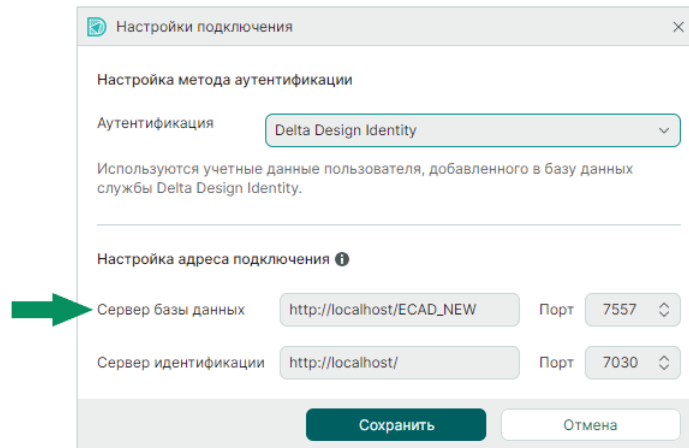 Настройки подключения
Настройка метода аутентификации
Аутентификация Delta Design Identity
Используются учетные данные пользователя, добавленного в базу данных
службы Delta Design Identity.
Настройка адреса подключения
Сервер базы данных http://localhost/ECAD_NEW Порт 7557
Сервер идентификации http://localhost/ Порт 7030
Сохранить Отмена